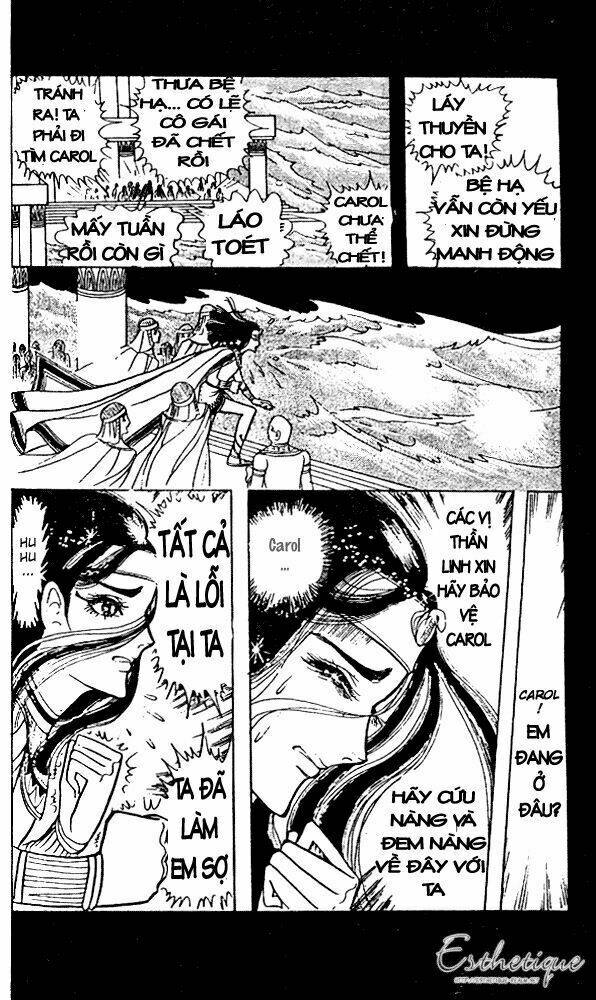 LÁY
THUYỀN
CHO TA!
BỆ HẠ
VẪN CÒN YẾU
XIN ĐỪNG
MANH ĐỘNG
THƯA BỆ
HẠ... CÓ LẼ
CÔ GÁI
ĐÃ CHẾT
RỒI!
TRÁNH
RA! TA
PHẢI ĐI
TÌM CAROL
CAROL
CHƯA
THỂ
CHẾT!
LÁO
TOÉT
MẤY TUẦN
RỒI CÒN GÌ
CAROL
!
EM
ĐANG
Ở
ĐÂU?
CÁC VỊ
THẦN
LINH XIN
HÃY BẢO
VỆ
CAROL
Carol
...
HÃY CỨU
NÀNG VÀ
ĐEM NÀNG
VỀ ĐÂY VỚI
TA
TẤT CẢ
LÀ LỖI
TẠI TA
HU
HU
...
TA ĐÃ
LÀM
EM SỢ
Esthetique